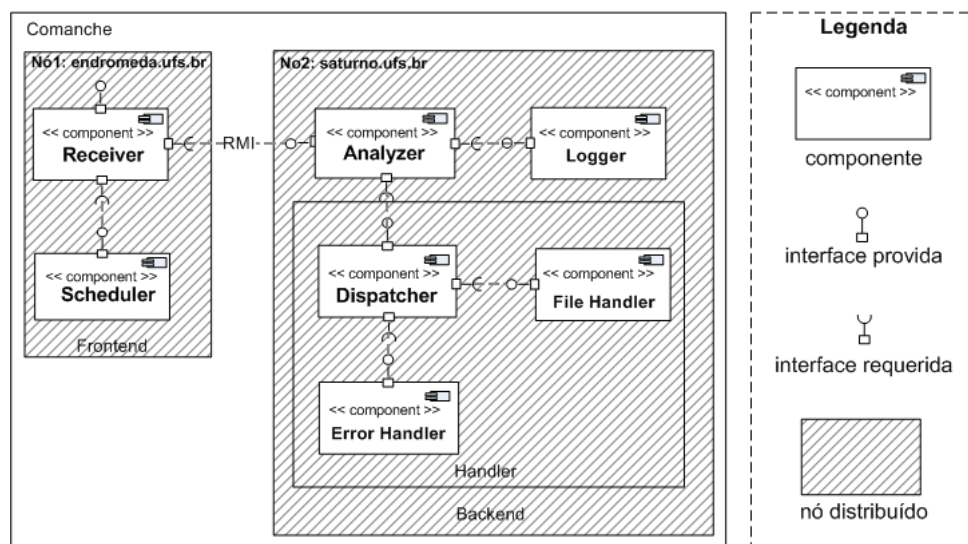 Comanche
Nó1: endromeda.ufs.br
<< component >>
Receiver
<< component >>
Scheduler
Frontend
RMI
No2: saturno.ufs.br
<< component >>
Analyzer
<< component >>
Logger
<< component >>
Dispatcher
<< component >>
File Handler
<< component >>
Error Handler
Handler
Backend
Legenda
<< component >>
componente
interface provida
interface requerida
nó distribuído